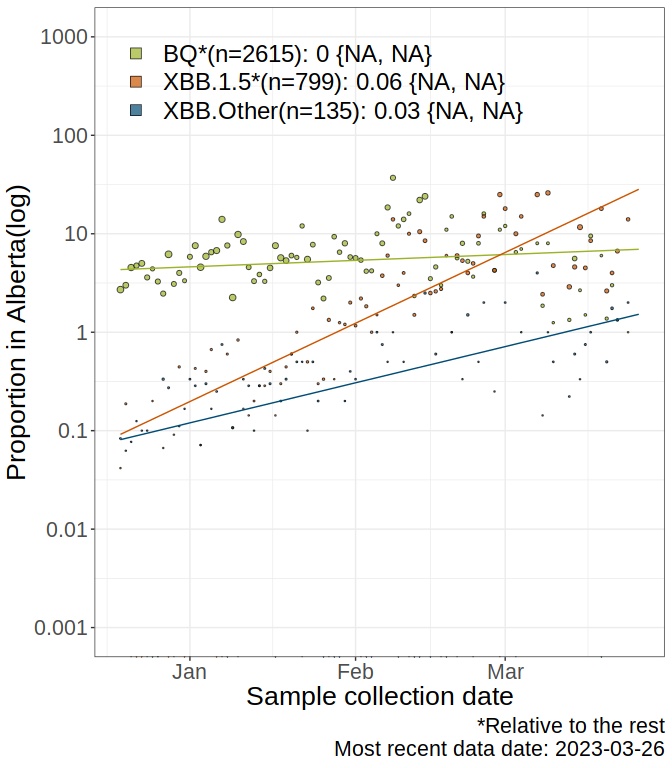 Proportion in Alberta(log)
1000
100
10
1
0.1
0.01
0.001
BQ*(n=2615): 0 {NA, NA}
XBB.1.5*(n=799): 0.06 {NA, NA}
XBB.Other(n=135): 0.03 {NA, NA}
Jan Feb Mar
Sample collection date
*Relative to the rest
Most recent data date: 2023-03-26